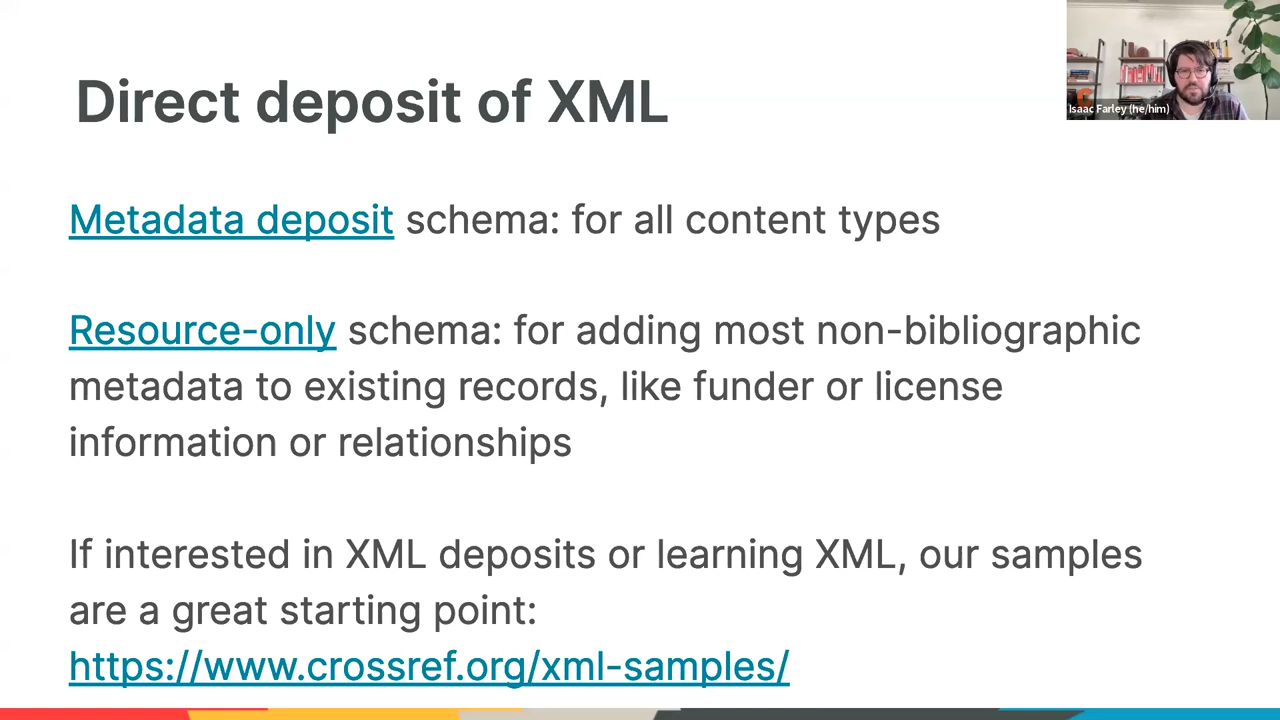 Direct deposit of XML
Isaac Farley (he/him)
Metadata deposit schema: for all content types
Resource-only schema: for adding most non-bibliographic
metadata to existing records, like funder or license
information or relationships
If interested in XML deposits or learning XML, our samples
are a great starting point:
https://www.crossref.org/xml-samples/